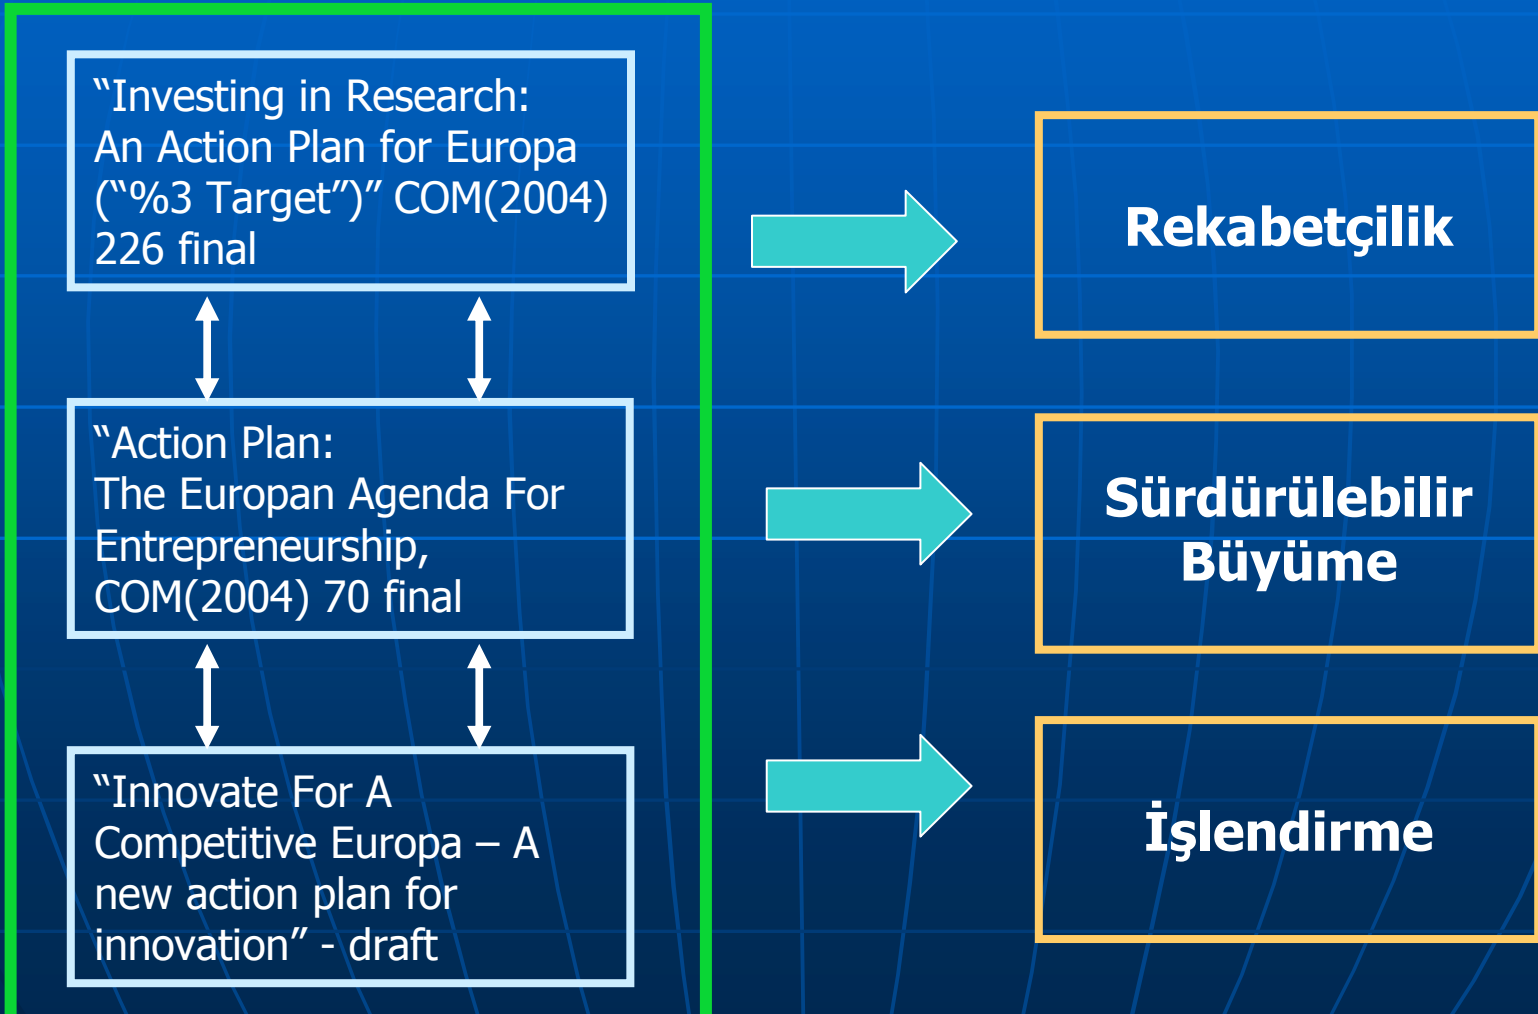 “Investing in Research:
An Action Plan for Europa
(“%3 Target”)” COM(2004)
226 final
Rekabetçilik
“Action Plan:
The Europan Agenda For
Entrepreneurship,
COM(2004) 70 final
Sürdürülebilir
Büyüme
“Innovate For A
Competitive Europa – A
new action plan for
innovation” - draft
İşlendirme